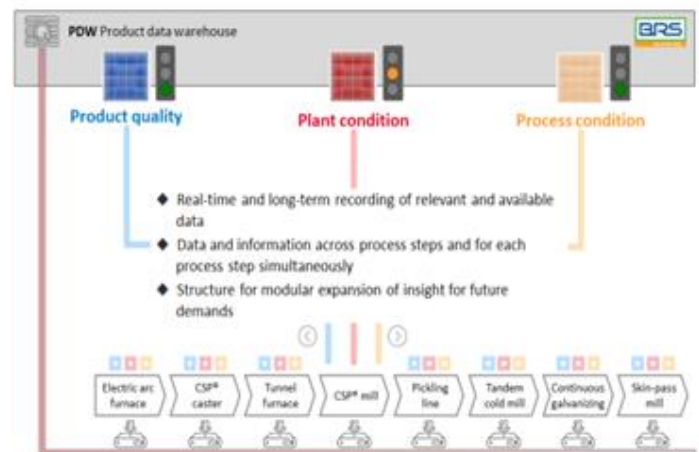 PDW Product data warehouse
BRS
Product quality
Plant condition
Process condition
◆ Real-time and long-term recording of relevant and available
data
◆ Data and information across process steps and for each
process step simultaneously
◆ Structure for modular expansion of insight for future
demands
Electric arc
furnace
CSP® 
caster
Tunnel
furnace
CSP® mill
Pickling
line
Tandem
cold mill
Continuous
galvanizing
Skin-pass
mill